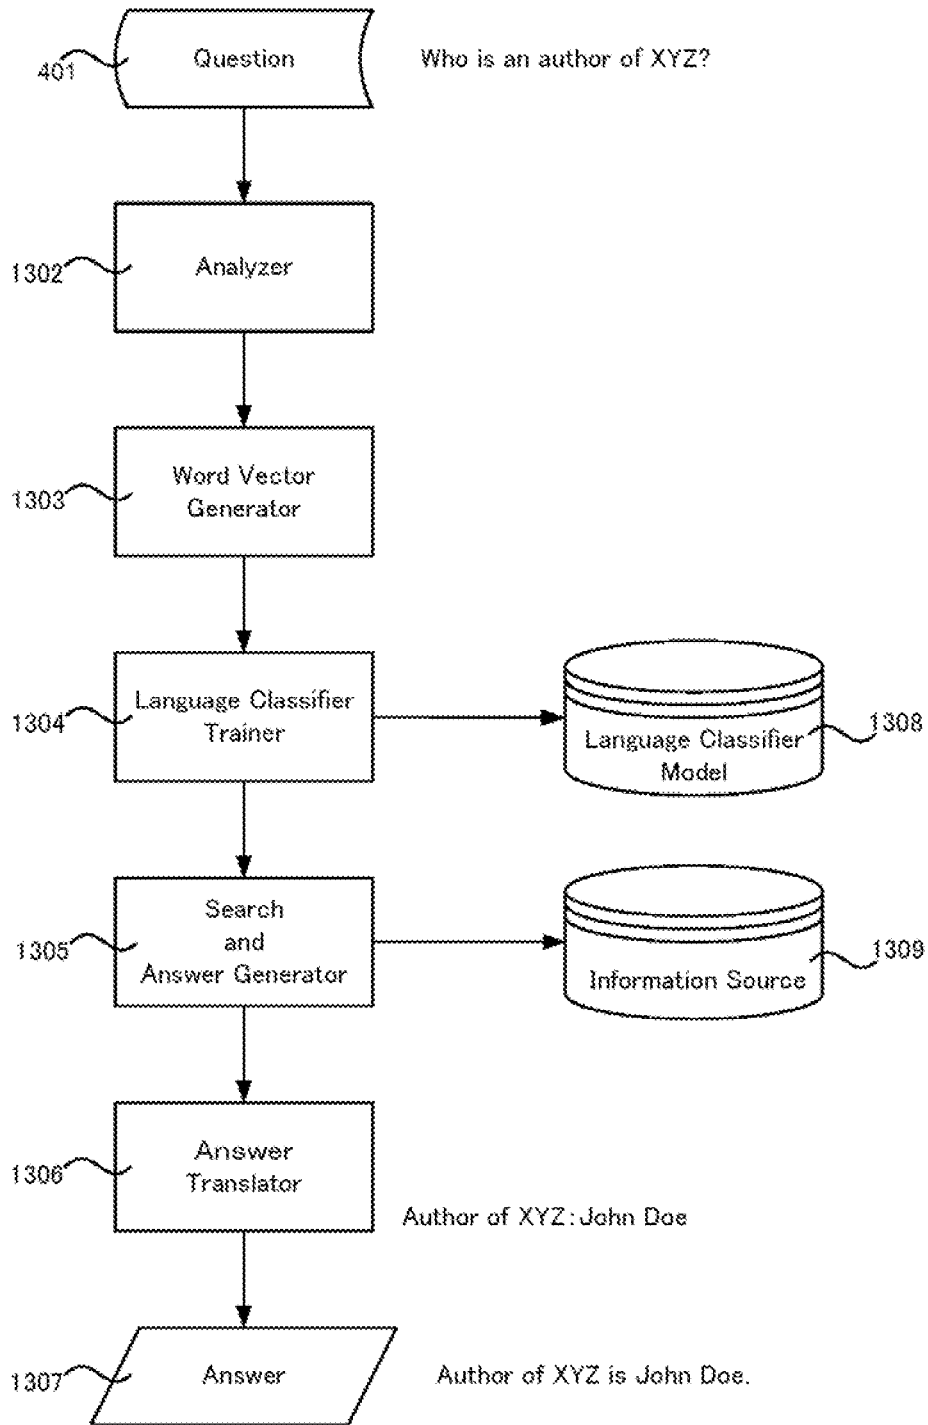 Question
Who is an author of XYZ?
401
Analyzer
1302
Word Vector
Generator
1303
Language Classifier
Trainer
1304
Language Classifier
Model
1308
Search
and
Answer Generator
1305
Information Source
1309
Answer
Translator
1306
Author of XYZ:John Doe
Answer
1307
Author of XYZ is John Doe.